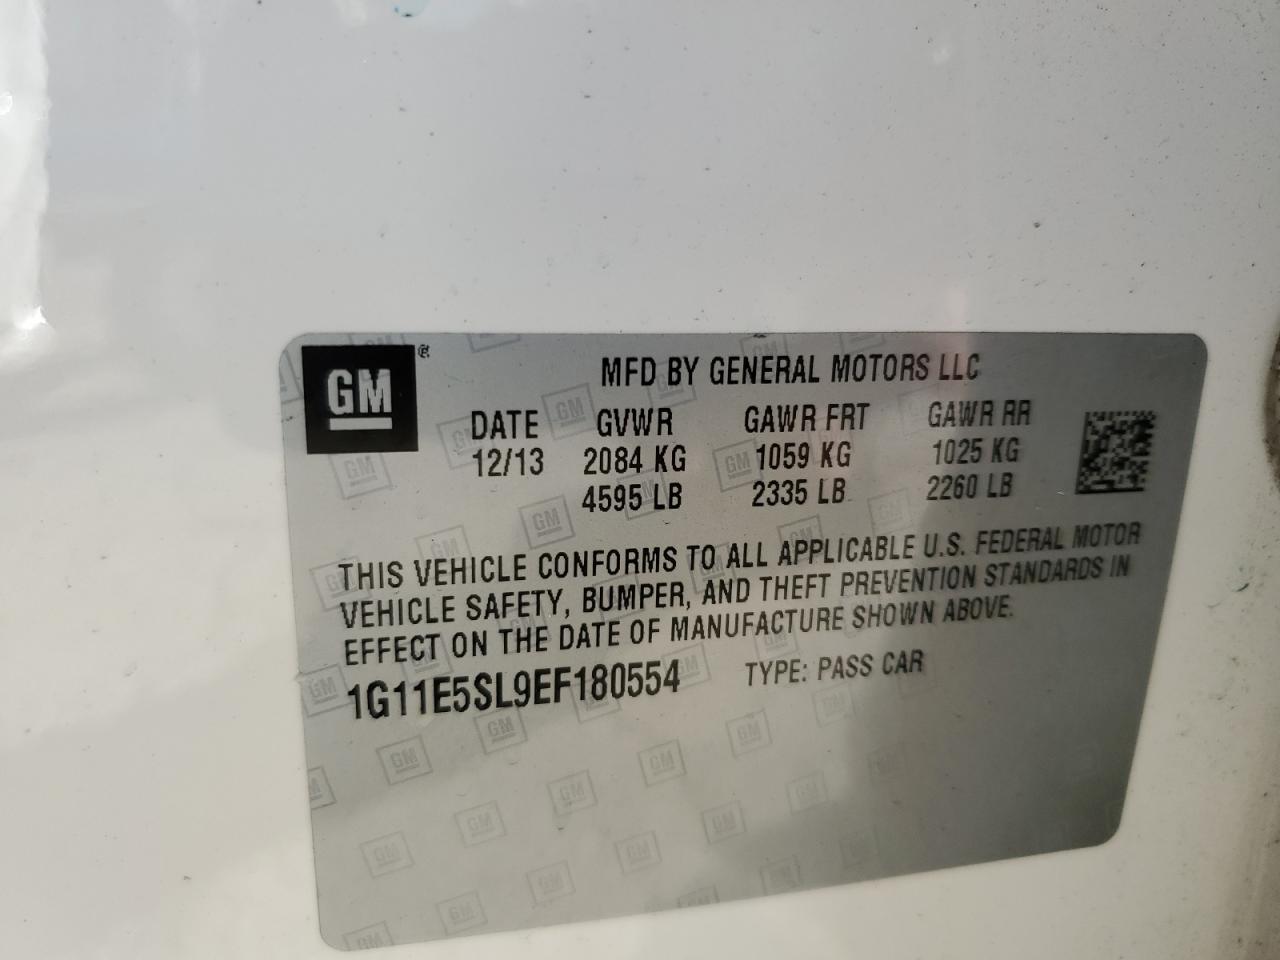 GM
MFD BY GENERAL MOTORS LLC
DATE GVWR GAWR FRT GAWR RR
12/13 2084 KG 1059 KG 1025 KG
4595 LB 2335 LB 2260 LB
THIS VEHICLE CONFORMS TO ALL APPLICABLE U.S. FEDERAL MOTOR
VEHICLE SAFETY, BUMPER, AND THEFT PREVENTION STANDARDS IN
EFFECT ON THE DATE OF MANUFACTURE SHOWN ABOVE.
1G11E5SL9EF180554 TYPE: PASS CAR